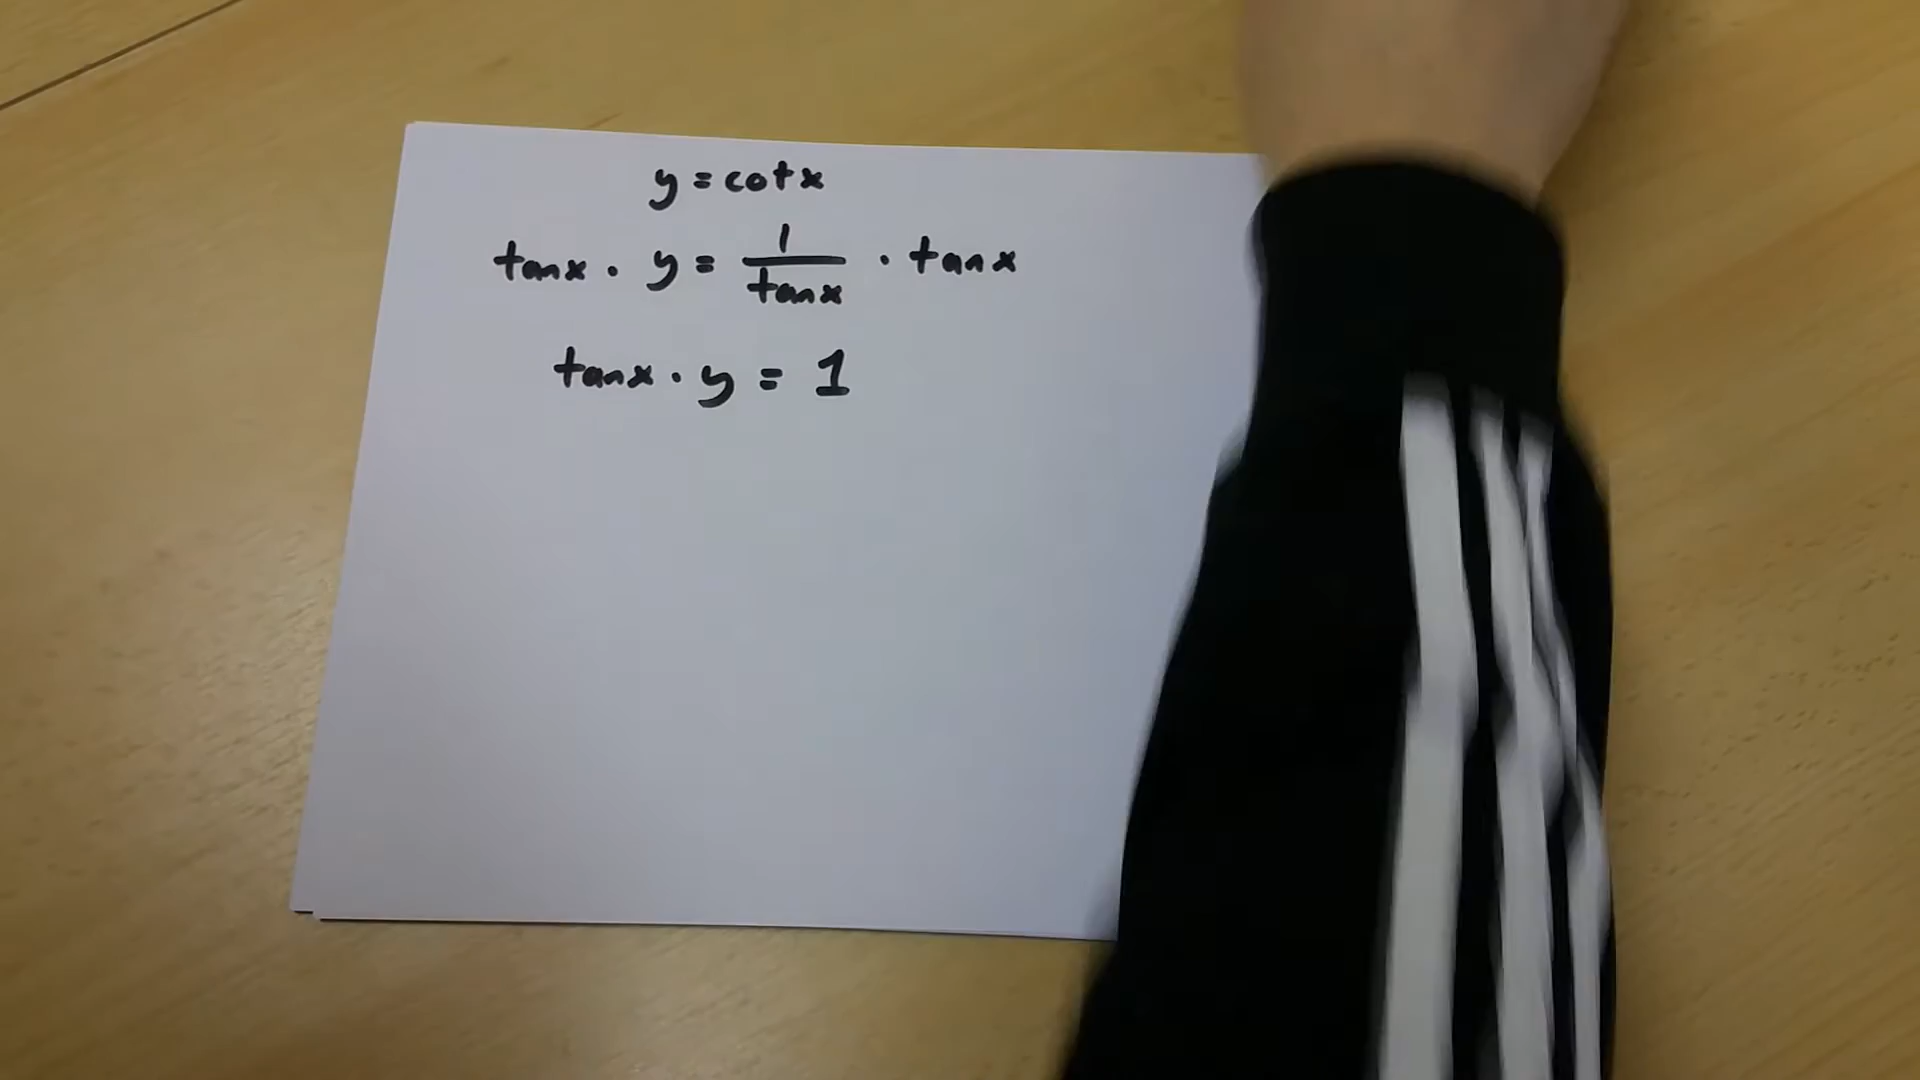 y = cotx
tanx · y = 1/tanx · tanx
tanx · y = 1